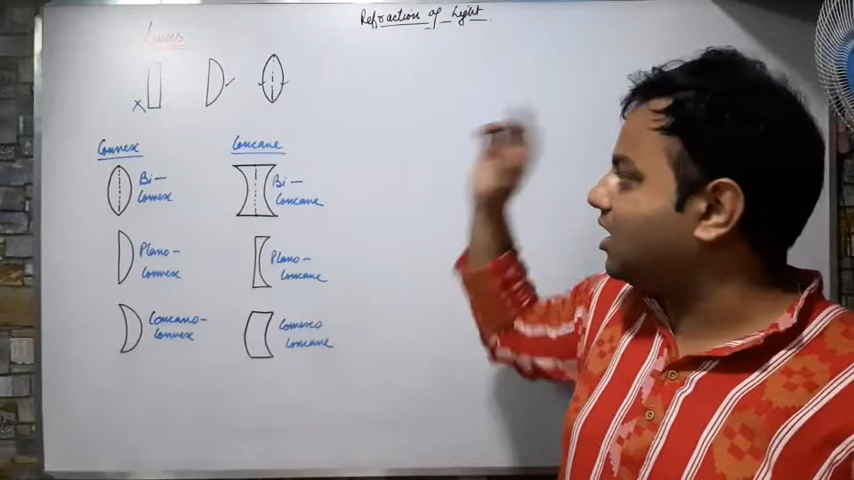 Refraction of Light
Lenses
X
Convex
Concave
Bi-
Convex
Bi-
Concave
Plano-
Convex
Plano-
Concave
Concavo-
Convex
Convexo
Concave